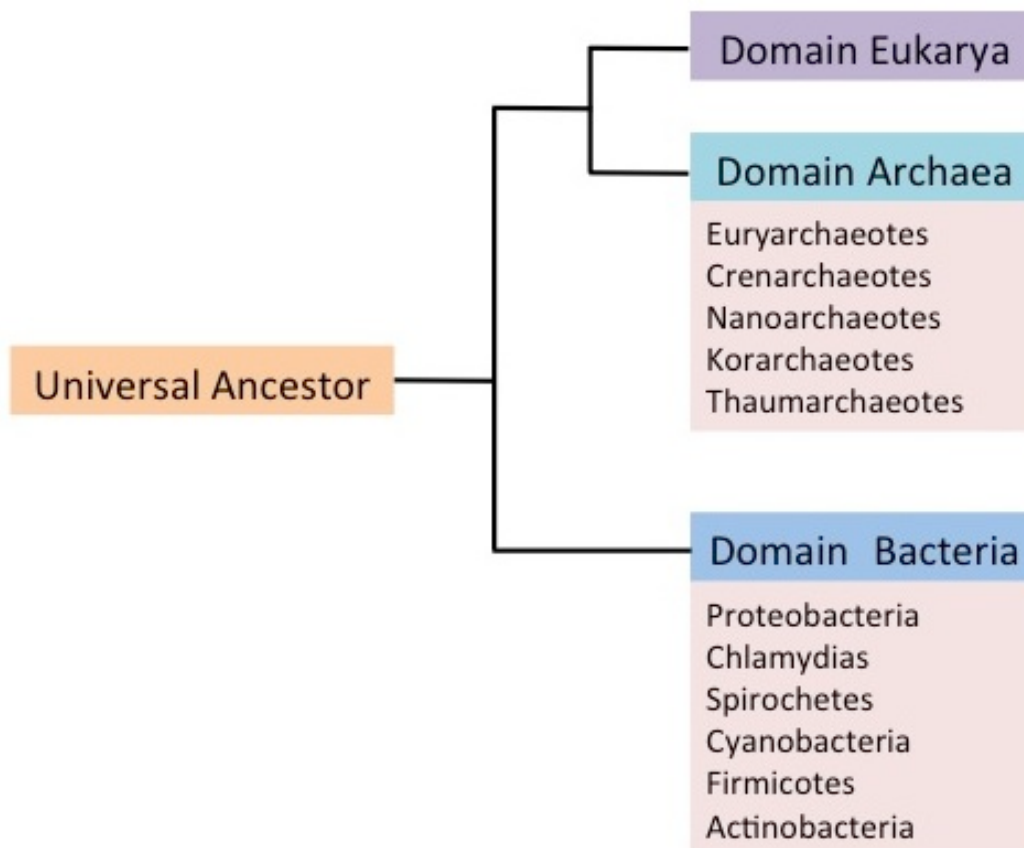 Domain Eukarya
Domain Archaea
Euryarchaeotes
Crenarchaeotes
Nanoarchaeotes
Korarchaeotes
Thaumarchaeotes
Universal Ancestor
Domain Bacteria
Proteobacteria
Chlamydias
Spirochetes
Cyanobacteria
Firmicotes
Actinobacteria